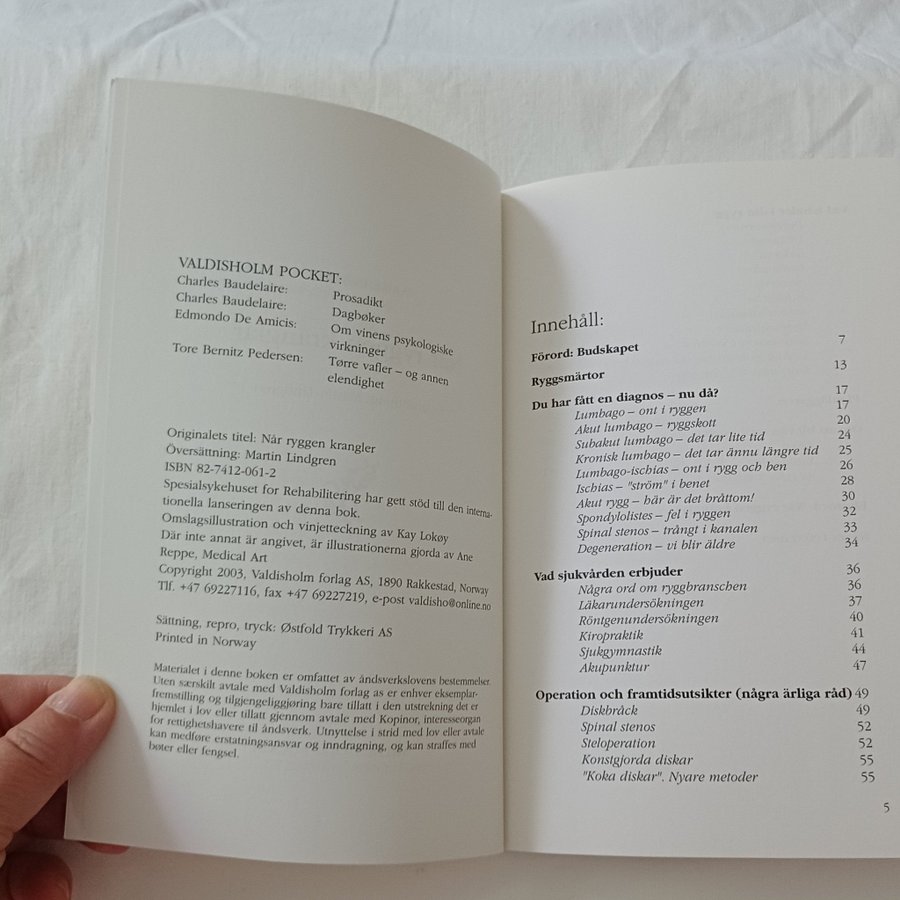 VALDISHOLM POCKET:
Charles Baudelaire: Prosadikt
Charles Baudelaire: Dagbøker
Edmondo De Amicis: Om vinens psykologiske
virkninger
Tore Bernitz Pedersen: Tørre vafler – og annen
elendighet
Originalets titel: Når ryggen krangler
Översättning: Martin Lindgren
ISBN 82-7412-061-2
Spesialsykehuset for Rehabilitering har gett stöd till den interna-
tionella lanseringen av denna bok.
Omslagsillustration och vinjetteckning av Kay Lokøy
Där inte annat är angivet, är illustrationerna gjorda av Ane
Reppe, Medical Art
Copyright 2003, Valdisholm forlag AS, 1890 Rakkestad, Norway
Tlf. +47 69227116, fax +47 69227219, e-post valdisho@online.no
Sättning, repro, tryck: Østfold Trykkeri AS
Printed in Norway
Materialet i denne boken er omfattet av åndsverkslovens bestemmelser.
Uten særskilt avtale med Valdisholm forlag as er enhver eksemplar-
fremstilling og tilgjengeliggjøring bare tillatt i den utstrekning det er
hjemlet i lov eller tillatt gjennom avtale med Kopinor, interesseorgan
for rettighetshavere til åndsverk. Utnyttelse i strid med lov eller avtale
kan medføre erstatningsansvar og inndragning, og kan straffes med
bøter eller fengsel.
Innehåll:
Förord: Budskapet 7
Ryggsmärtor 13
Du har fått en diagnos – nu då? 17
Lumbago – ont i ryggen 17
Akut lumbago – ryggskott 20
Subakut lumbago – det tar lite tid 24
Kronisk lumbago – det tar ännu längre tid 25
Lumbago-ischias – ont i rygg och ben 26
Ischias – "ström" i benet 28
Akut rygg – här är det bråttom! 30
Spondylolistes – fel i ryggen 32
Spinal stenos – trångt i kanalen 33
Degeneration – vi blir äldre 34
Vad sjukvården erbjuder 36
Några ord om ryggbranschen 36
Läkarundersökningen 37
Röntgenundersökningen 40
Kiropraktik 41
Sjukgymnastik 44
Akupunktur 47
Operation och framtidsutsikter (några ärliga råd) 49
Diskbråck 49
Spinal stenos 52
Steloperation 52
Konstgjorda diskar 55
"Koka diskar". Nyare metoder 55
5